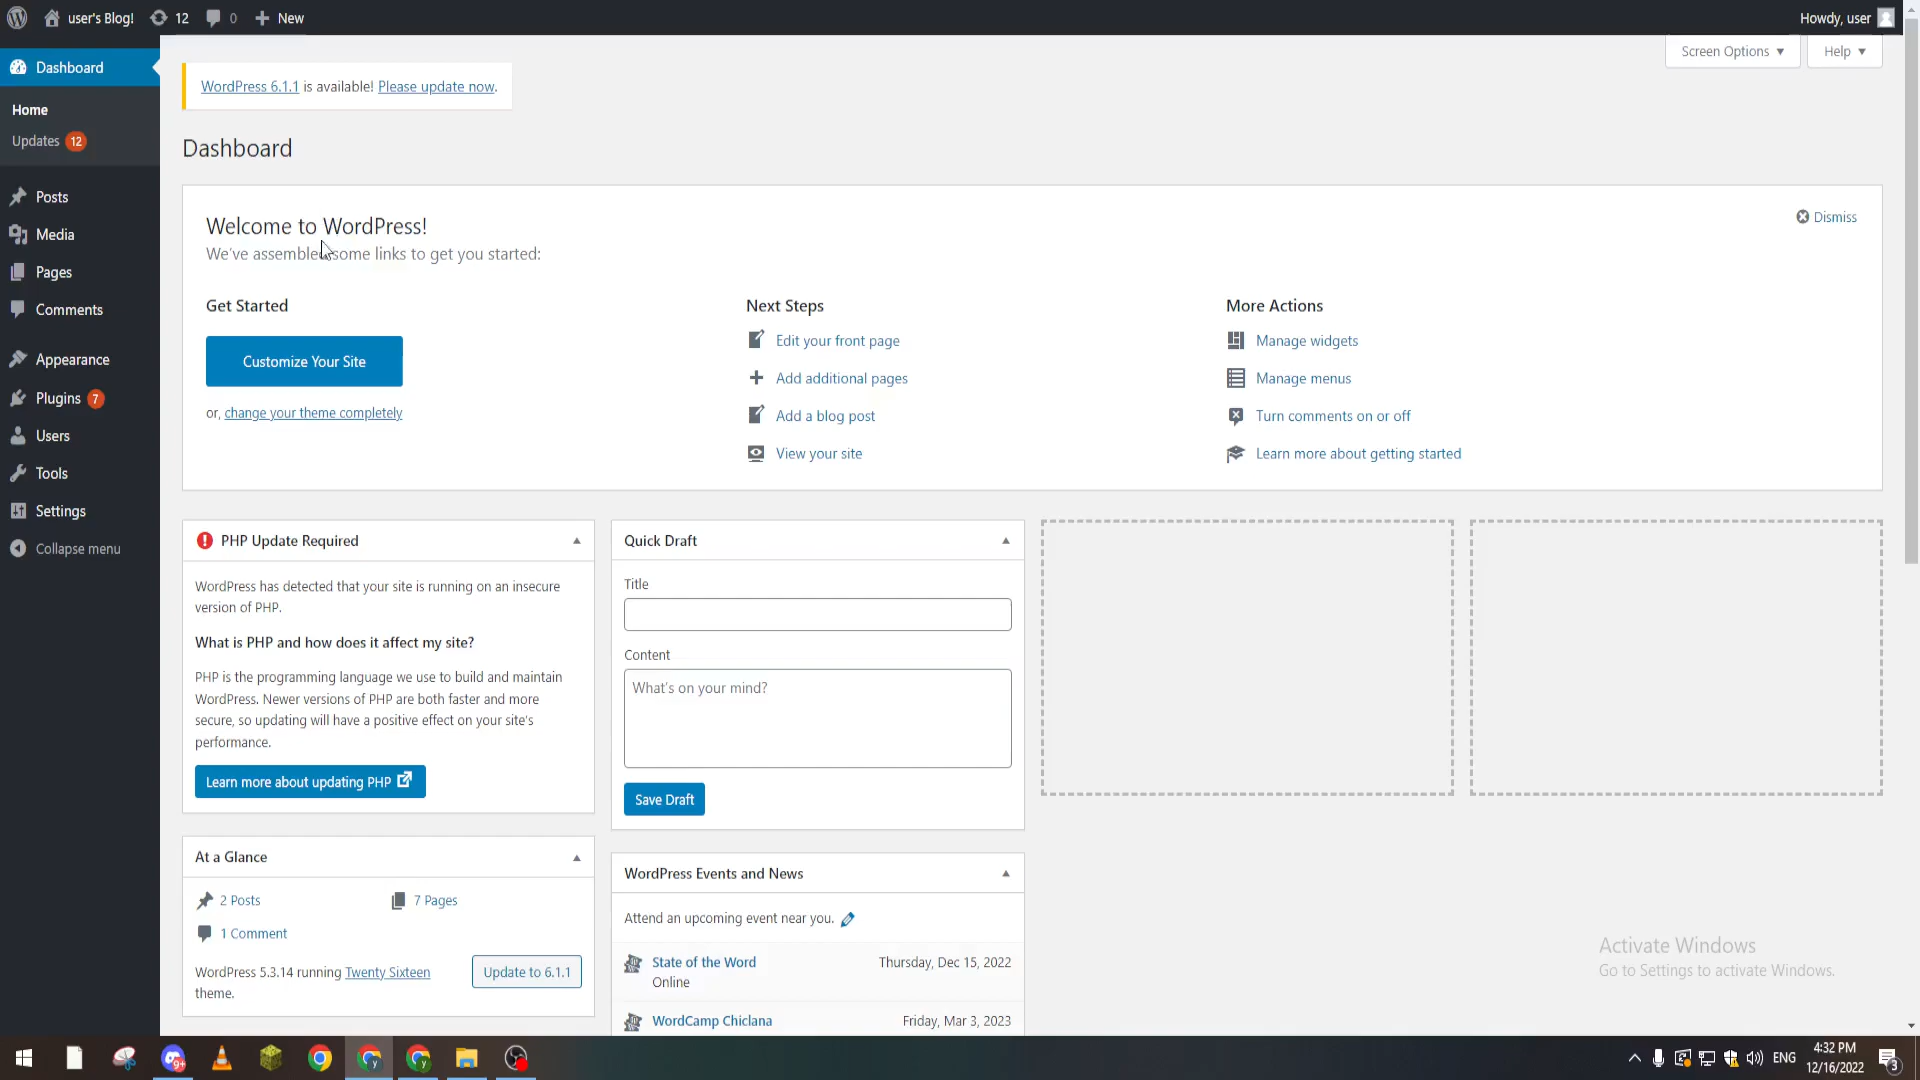 user's Blog!
12
0
New
Howdy, user
Dashboard
Screen Options
Help
WordPress 6.1.1 is available! Please update now.
Home
Updates 12
Dashboard
Posts
Media
Pages
Comments
Appearance
Plugins 7
Users
Tools
Settings
Collapse menu
Welcome to WordPress!
Dismiss
We've assembled some links to get you started:
Get Started
Customize Your Site
or, change your theme completely
Next Steps
Edit your front page
Add additional pages
Add a blog post
View your site
More Actions
Manage widgets
Manage menus
Turn comments on or off
Learn more about getting started
PHP Update Required
WordPress has detected that your site is running on an insecure
version of PHP.
What is PHP and how does it affect my site?
PHP is the programming language we use to build and maintain
WordPress. Newer versions of PHP are both faster and more
secure, so updating will have a positive effect on your site's
performance.
Learn more about updating PHP
At a Glance
2 Posts
7 Pages
1 Comment
WordPress 5.3.14 running Twenty Sixteen
theme.
Update to 6.1.1
Quick Draft
Title
Content
What's on your mind?
Save Draft
WordPress Events and News
Attend an upcoming event near you.
State of the Word
Thursday, Dec 15, 2022
Online
WordCamp Chiclana
Friday, Mar 3, 2023
Activate Windows
Go to Settings to activate Windows.
9+
y
y
ENG
4:32 PM
12/16/2022
3